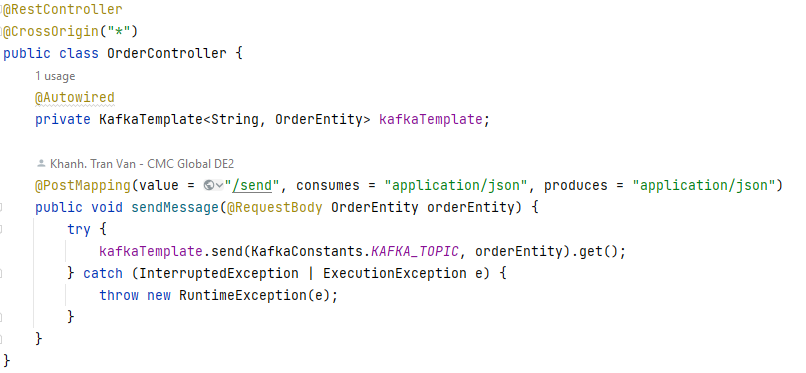 @RestController
@CrossOrigin("*")
public class OrderController {
1 usage
@Autowired
private KafkaTemplate<String, OrderEntity> kafkaTemplate;
Khanh. Tran Van - CMC Global DE2
@PostMapping(value = "/send", consumes = "application/json", produces = "application/json")
public void sendMessage(@RequestBody OrderEntity orderEntity) {
try {
kafkaTemplate.send(KafkaConstants.KAFKA_TOPIC, orderEntity).get();
} catch (InterruptedException | ExecutionException e) {
throw new RuntimeException(e);
}
}
}